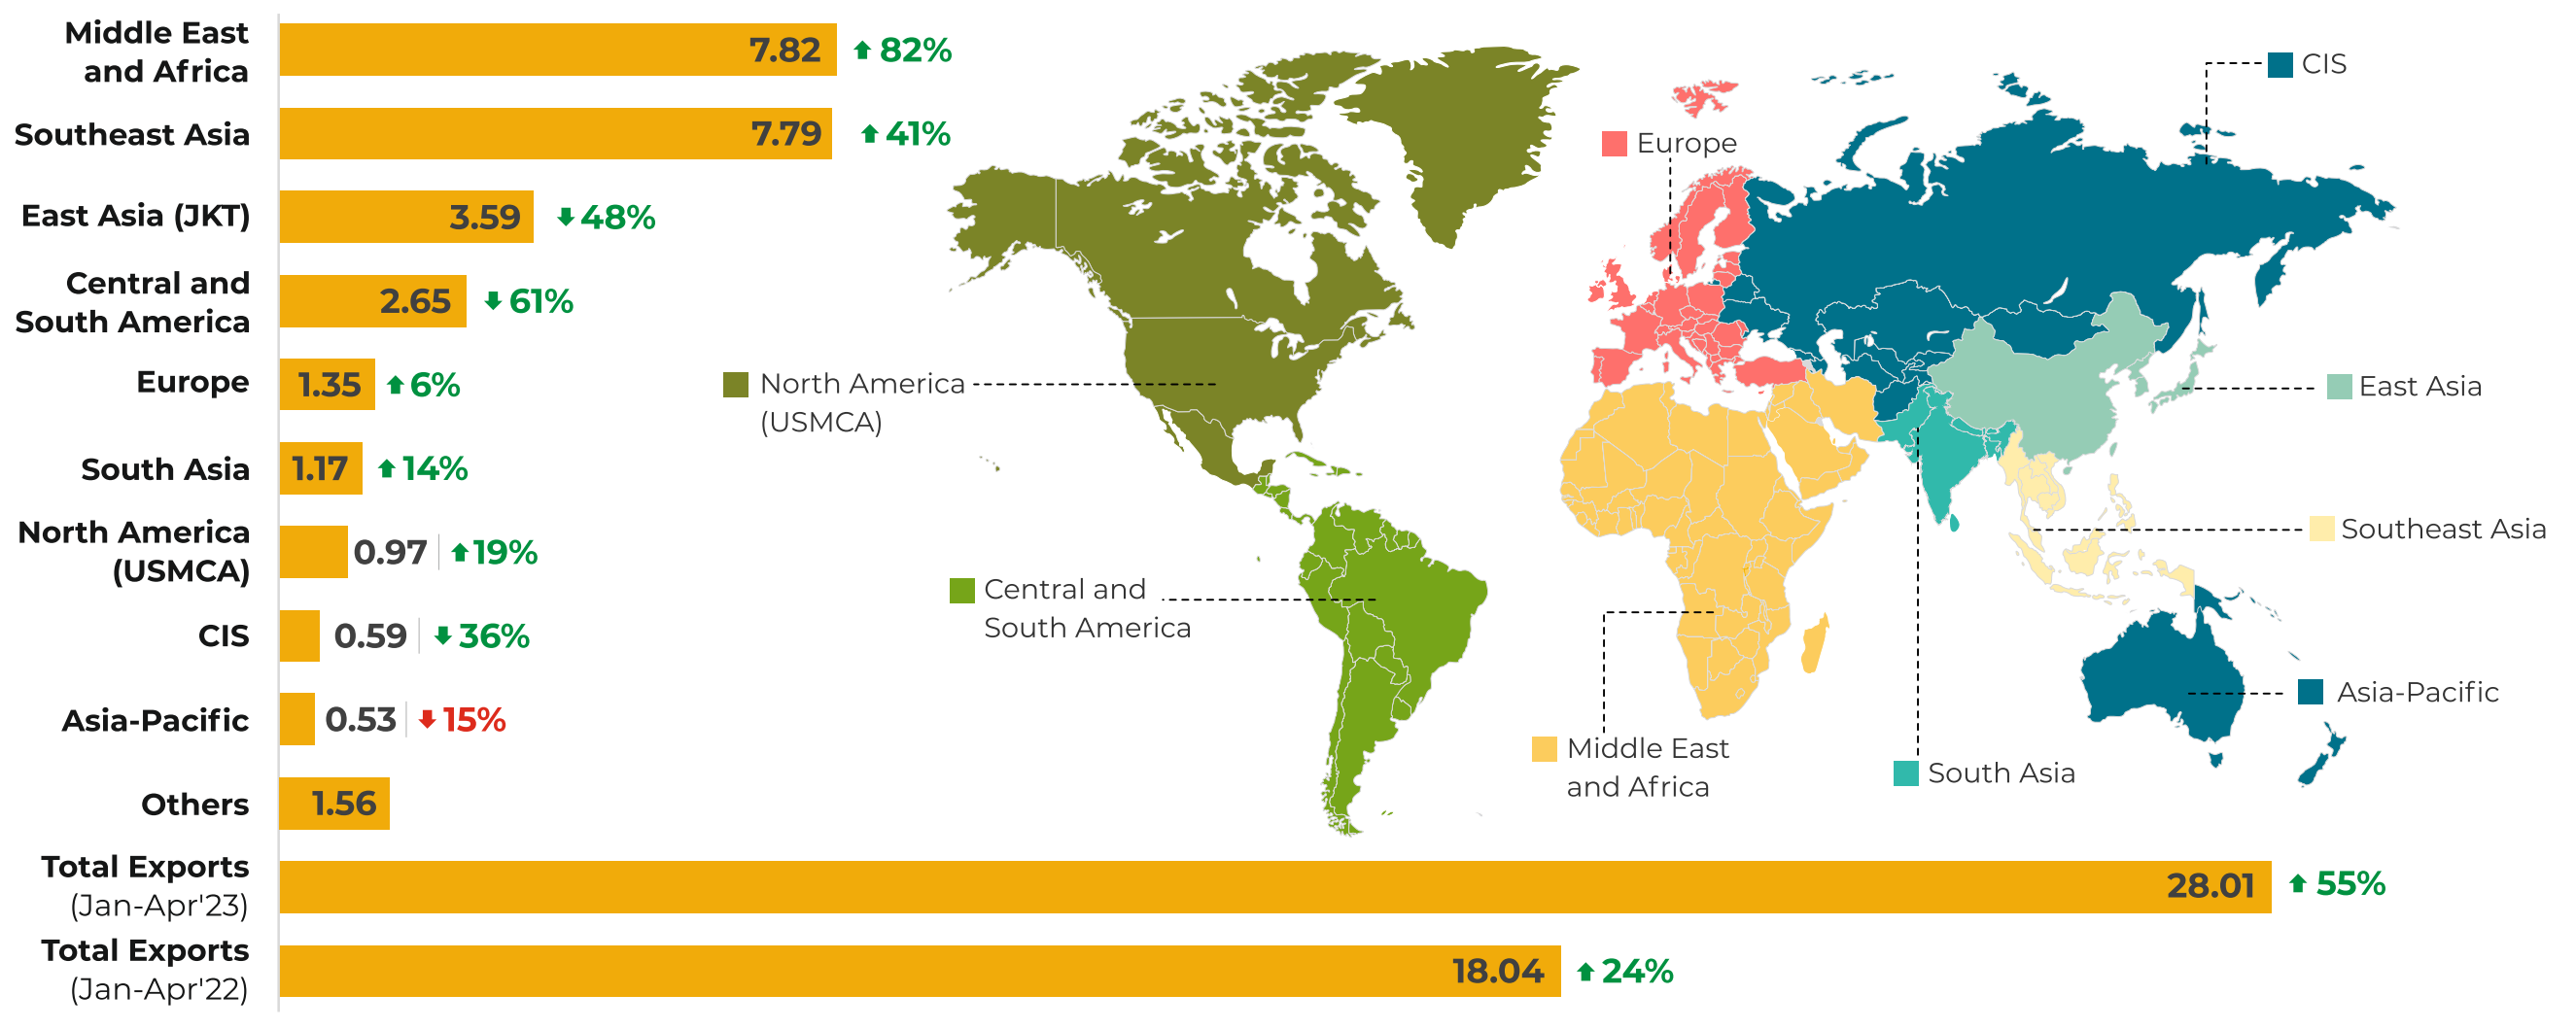 Middle East
and Africa
7.82
82%
Southeast Asia
7.79
41%
East Asia (JKT)
3.59
48%
Central and
South America
2.65
61%
Europe
1.35
6%
South Asia
1.17
14%
North America
(USMCA)
0.97
19%
CIS
0.59
36%
Asia-Pacific
0.53
15%
Others
1.56
Total Exports
(Jan-Apr'23)
28.01
55%
Total Exports
(Jan-Apr'22)
18.04
24%
CIS
Europe
North America
(USMCA)
East Asia
Southeast Asia
Central and
South America
Asia-Pacific
Middle East
and Africa
South Asia